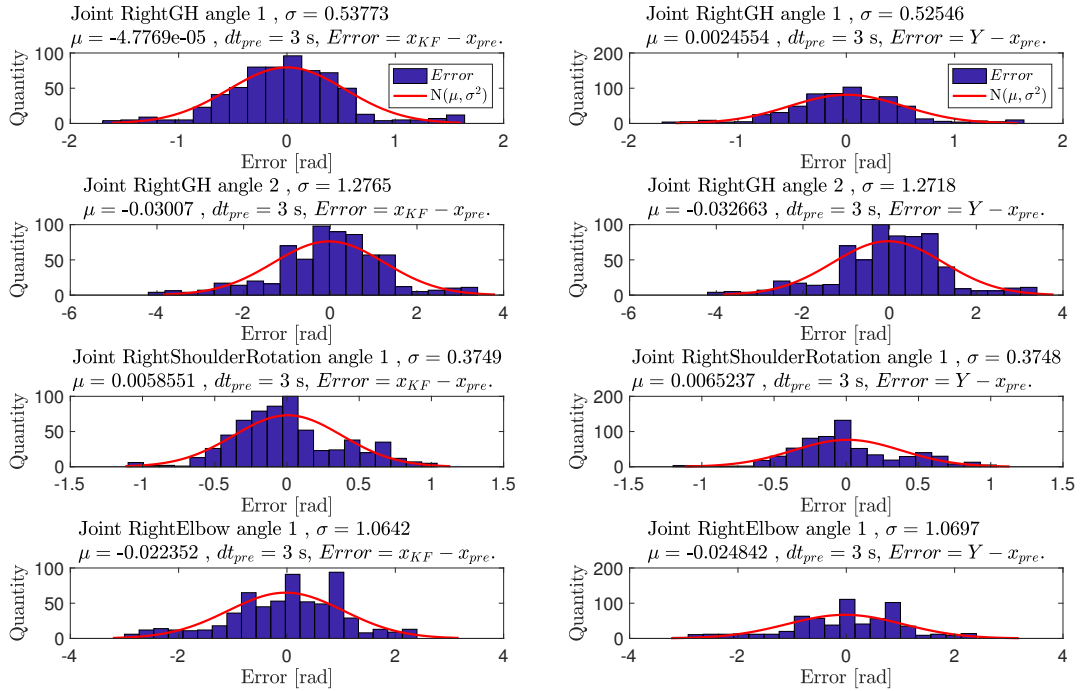 Joint RightGH angle 1 , σ = 0.53773
μ = -4.7769e-05 , dt_pre = 3 s, Error = x_KF − x_pre.
Quantity
100
50
0
-2
-1
0
1
2
Error
N(μ, σ²)
Error [rad]
Joint RightGH angle 1 , σ = 0.52546
μ = 0.0024554 , dt_pre = 3 s, Error = Y − x_pre.
Quantity
200
100
0
-2
-1
0
1
2
Error
N(μ, σ²)
Error [rad]
Joint RightGH angle 2 , σ = 1.2765
μ = -0.03007 , dt_pre = 3 s, Error = x_KF − x_pre.
Quantity
100
50
0
-6
-4
-2
0
2
4
Error [rad]
Joint RightGH angle 2 , σ = 1.2718
μ = -0.032663 , dt_pre = 3 s, Error = Y − x_pre.
Quantity
100
50
0
-6
-4
-2
0
2
4
Error [rad]
Joint RightShoulderRotation angle 1 , σ = 0.3749
μ = 0.0058551 , dt_pre = 3 s, Error = x_KF − x_pre.
Quantity
100
50
0
-1.5
-1
-0.5
0
0.5
1
1.5
Error [rad]
Joint RightShoulderRotation angle 1 , σ = 0.3748
μ = 0.0065237 , dt_pre = 3 s, Error = Y − x_pre.
Quantity
200
100
0
-1.5
-1
-0.5
0
0.5
1
1.5
Error [rad]
Joint RightElbow angle 1 , σ = 1.0642
μ = -0.022352 , dt_pre = 3 s, Error = x_KF − x_pre.
Quantity
100
50
0
-4
-2
0
2
4
Error [rad]
Joint RightElbow angle 1 , σ = 1.0697
μ = -0.024842 , dt_pre = 3 s, Error = Y − x_pre.
Quantity
200
100
0
-4
-2
0
2
4
Error [rad]